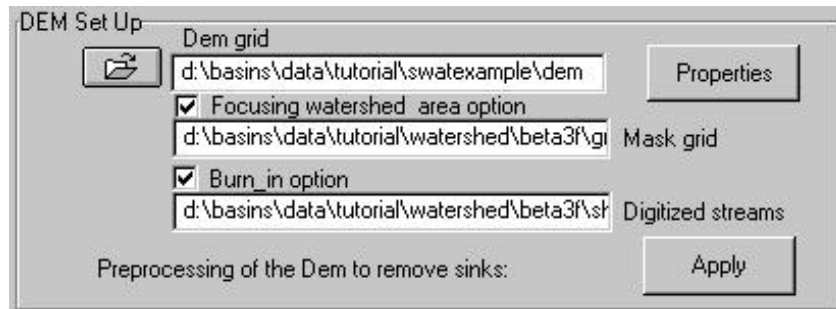 DEM Set Up
Dem grid
d:\basins\data\tutorial\swatexample\dem
Properties
Focusing watershed area option
d:\basins\data\tutorial\watershed\beta3f\gi
Mask grid
Burn_in option
d:\basins\data\tutorial\watershed\beta3f\sh
Digitized streams
Preprocessing of the Dem to remove sinks:
Apply